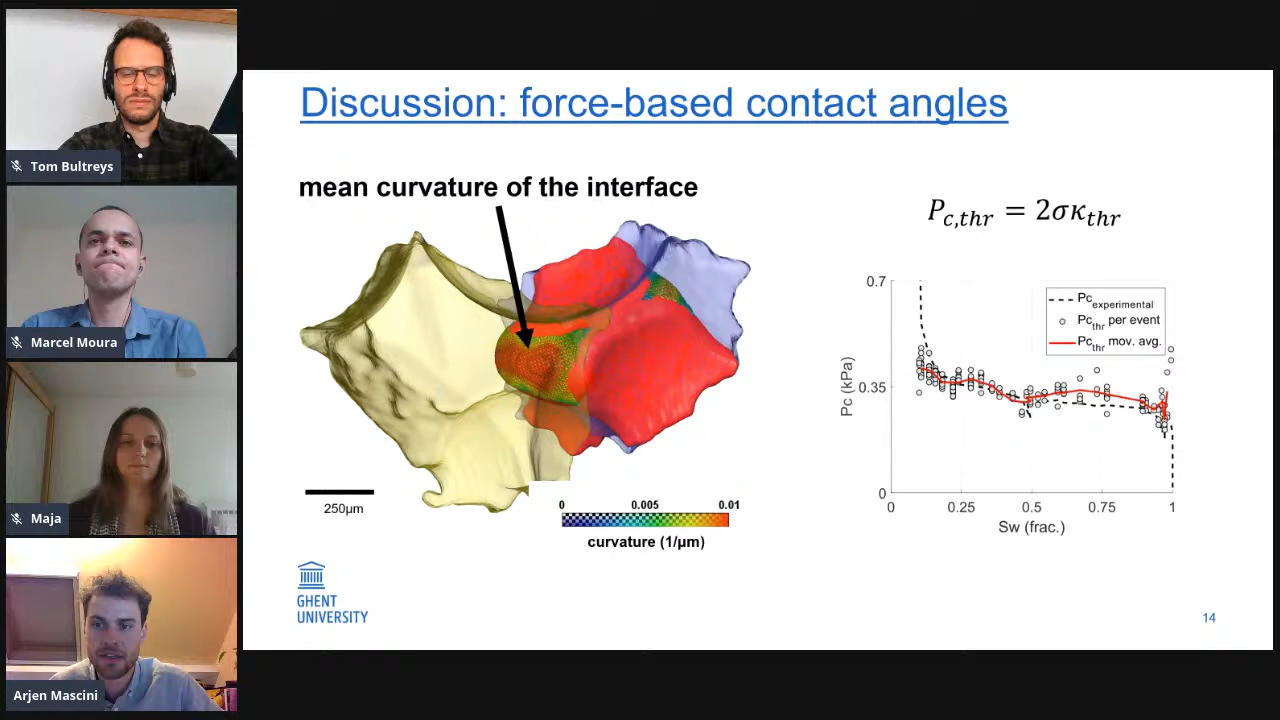 Tom Bultreys
Marcel Moura
Maja
Arjen Mascini
Discussion: force-based contact angles
mean curvature of the interface
250µm
0 0.005 0.01
curvature (1/µm)
P_{c,thr} = 2σκ_{thr}
0.7
0.35
0
Pc (kPa)
Pc_{experimental}
Pc_{thr} per event
Pc_{thr} mov. avg.
0 0.25 0.5 0.75 1
Sw (frac.)
GHENT
UNIVERSITY
14